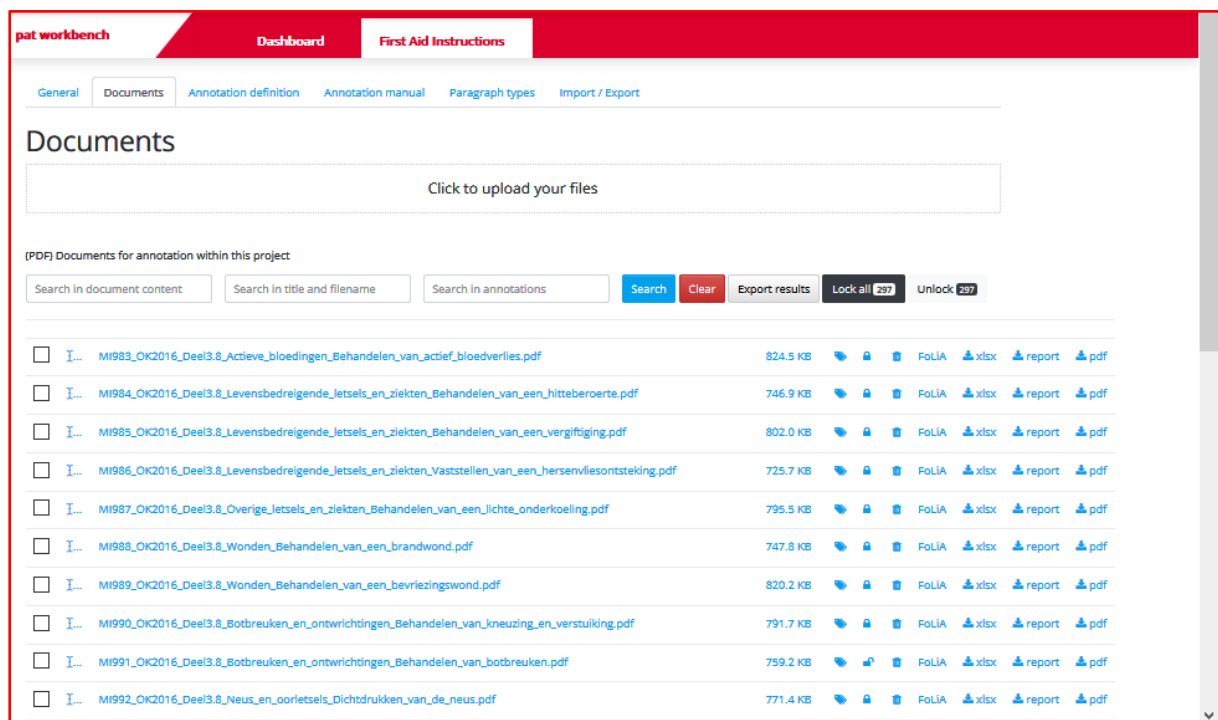 pat workbench Dashboard First Aid Instructions
General Documents Annotation definition Annotation manual Paragraph types Import / Export
Documents
Click to upload your files
(PDF) Documents for annotation within this project
Search in document content Search in title and filename Search in annotations Search Clear Export results Lock all 297 Unlock 297
I... MI983_OK2016_Deel3.8_Actieve_bloedingen_Behandelen_van_actief_bloedverlies.pdf 824.5 KB FoLiA xlsx report pdf
I... MI984_OK2016_Deel3.8_Levensbedreigende_letsels_en_ziekten_Behandelen_van_een_hitteberoerte.pdf 746.9 KB FoLiA xlsx report pdf
I... MI985_OK2016_Deel3.8_Levensbedreigende_letsels_en_ziekten_Behandelen_van_een_vergiftiging.pdf 802.0 KB FoLiA xlsx report pdf
I... MI986_OK2016_Deel3.8_Levensbedreigende_letsels_en_ziekten_Vaststellen_van_een_hersenvliesontsteking.pdf 725.7 KB FoLiA xlsx report pdf
I... MI987_OK2016_Deel3.8_Overige_letsels_en_ziekten_Behandelen_van_een_lichte_onderkoeling.pdf 795.5 KB FoLiA xlsx report pdf
I... MI988_OK2016_Deel3.8_Wonden_Behandelen_van_een_brandwond.pdf 747.8 KB FoLiA xlsx report pdf
I... MI989_OK2016_Deel3.8_Wonden_Behandelen_van_een_bevriezingswond.pdf 820.2 KB FoLiA xlsx report pdf
I... MI990_OK2016_Deel3.8_Botbreuken_en_ontwrichtingen_Behandelen_van_kneuzing_en_verstuiking.pdf 791.7 KB FoLiA xlsx report pdf
I... MI991_OK2016_Deel3.8_Botbreuken_en_ontwrichtingen_Behandelen_van_botbreuken.pdf 759.2 KB FoLiA xlsx report pdf
I... MI992_OK2016_Deel3.8_Neus_en_oorletsels_Dichtdrukken_van_de_neus.pdf 771.4 KB FoLiA xlsx report pdf